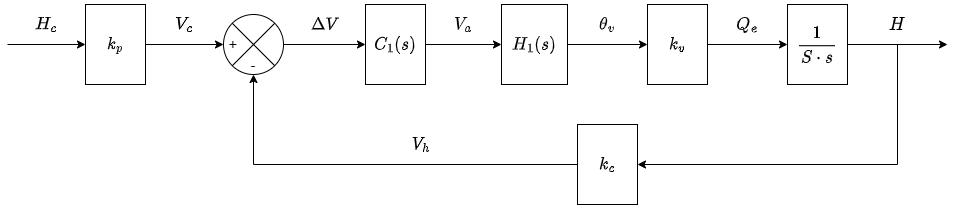 H_c
k_p
V_c
+
-
ΔV
C_1(s)
V_a
H_1(s)
θ_v
k_v
Q_e
1
S · s
H
V_h
k_c